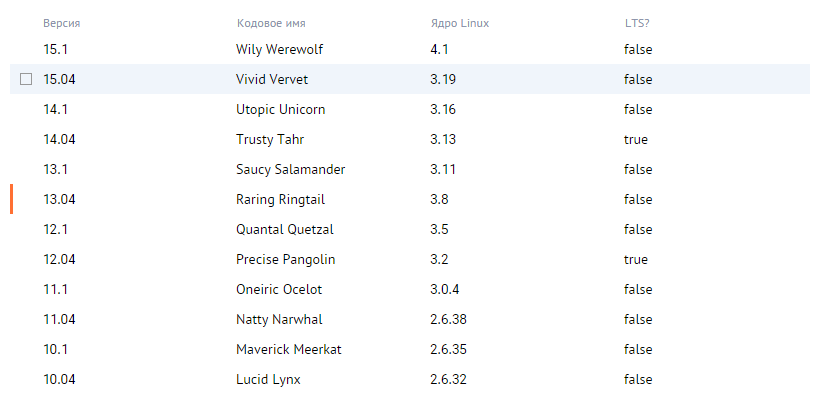 Версия Кодовое имя Ядро Linux LTS?
15.1 Wily Werewolf 4.1 false
15.04 Vivid Vervet 3.19 false
14.1 Utopic Unicorn 3.16 false
14.04 Trusty Tahr 3.13 true
13.1 Saucy Salamander 3.11 false
13.04 Raring Ringtail 3.8 false
12.1 Quantal Quetzal 3.5 false
12.04 Precise Pangolin 3.2 true
11.1 Oneiric Ocelot 3.0.4 false
11.04 Natty Narwhal 2.6.38 false
10.1 Maverick Meerkat 2.6.35 false
10.04 Lucid Lynx 2.6.32 false